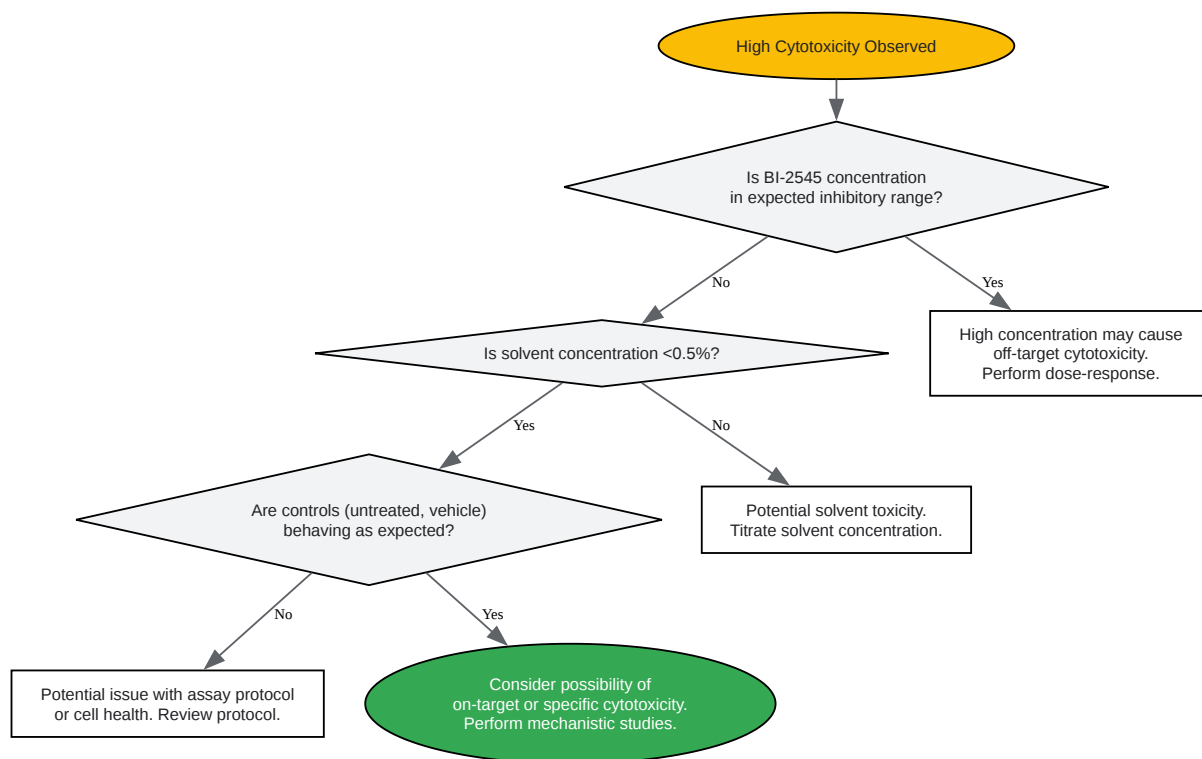 High Cytotoxicity Observed
Is BI-2545 concentration
in expected inhibitory range?
No
Yes
Is solvent concentration <0.5%?
High concentration may cause
off-target cytotoxicity.
Perform dose-response.
Yes
No
Are controls (untreated, vehicle)
behaving as expected?
Potential solvent toxicity.
Titrate solvent concentration.
No
Yes
Potential issue with assay protocol
or cell health. Review protocol.
Consider possibility of
on-target or specific cytotoxicity.
Perform mechanistic studies.